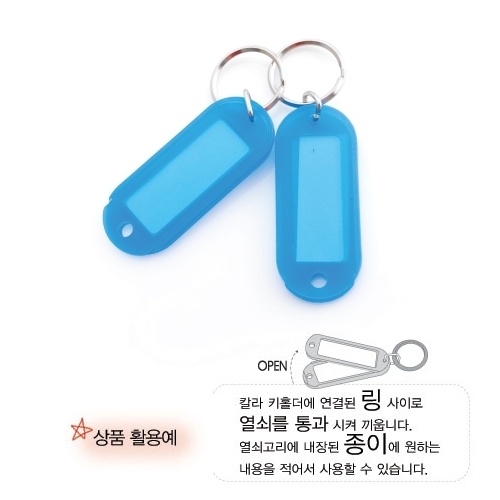 OPEN
칼라 키홀더에 연결된 링 사이로
열쇠를 통과 시켜 끼웁니다.
열쇠고리에 내장된 종이에 원하는
내용을 적어서 사용할 수 있습니다.
상품 활용예